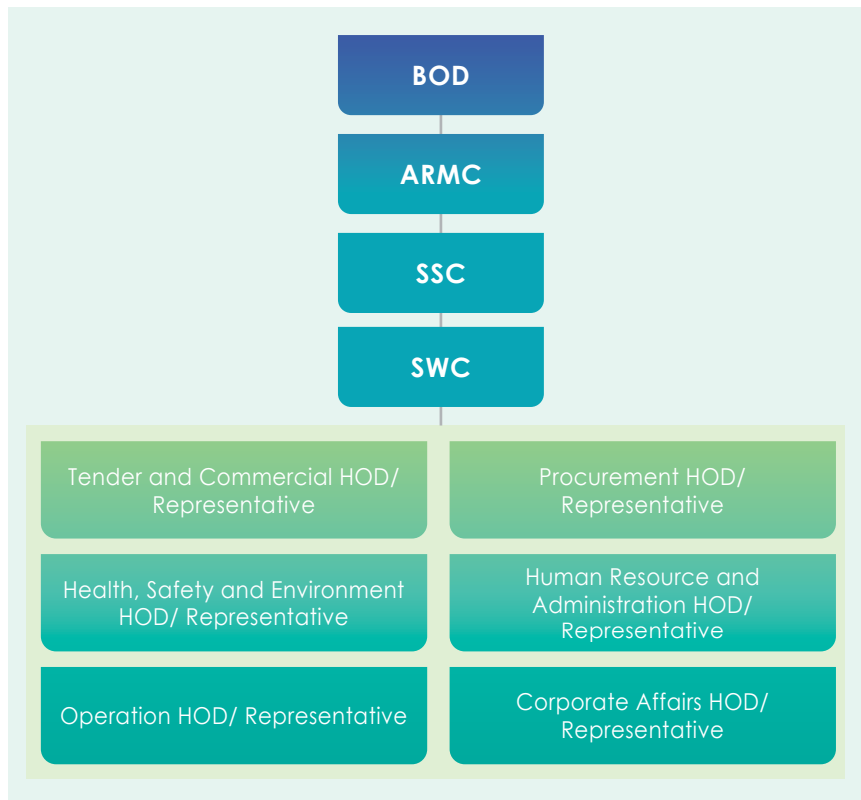 BOD
ARMC
SSC
SWC
Tender and Commercial HOD/
Representative
Procurement HOD/
Representative
Health, Safety and Environment
HOD/ Representative
Human Resource and
Administration HOD/
Representative
Operation HOD/ Representative
Corporate Affairs HOD/
Representative